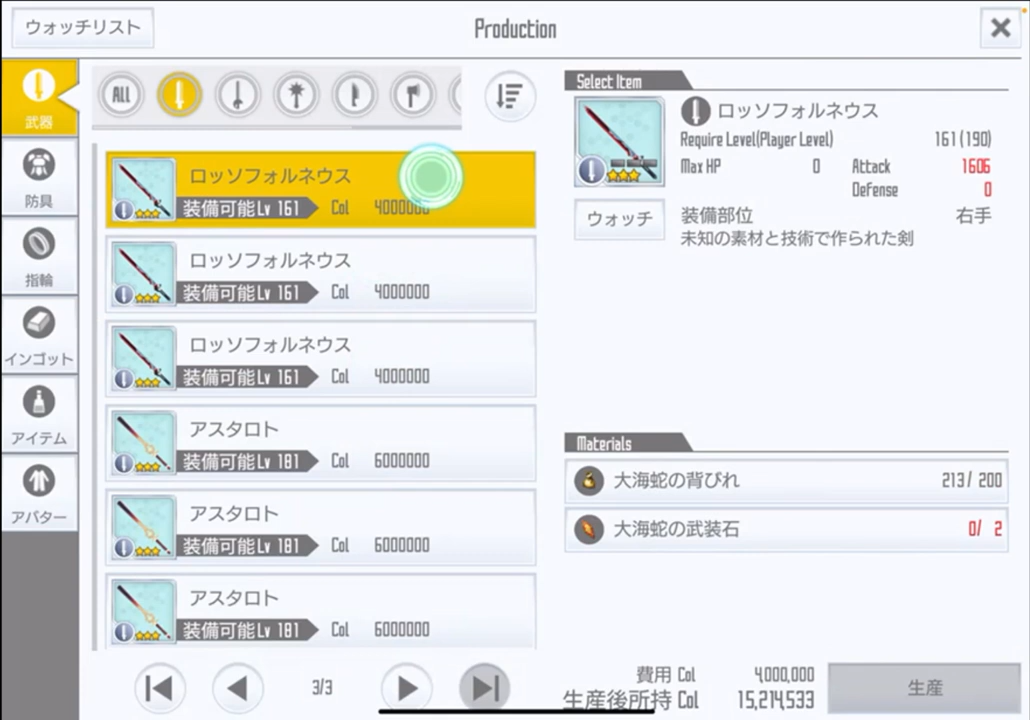 ウォッチリスト
Production
武器
防具
指輪
インゴット
アイテム
アバター
ALL
ロッソフォルネウス
装備可能Lv 161 Col 4000000
ロッソフォルネウス
装備可能Lv 161 Col 4000000
ロッソフォルネウス
装備可能Lv 161 Col 4000000
アスタロト
装備可能Lv 181 Col 6000000
アスタロト
装備可能Lv 181 Col 6000000
アスタロト
装備可能Lv 181 Col 6000000
3/3
Select Item
ロッソフォルネウス
Require Level(Player Level) 161(190)
Max HP 0 Attack 1606
Defense 0
ウォッチ
装備部位 右手
未知の素材と技術で作られた剣
Materials
大海蛇の背びれ 213/ 200
大海蛇の武装石 0/ 2
費用 Col 4,000,000
生産後所持 Col 15,214,533
生産